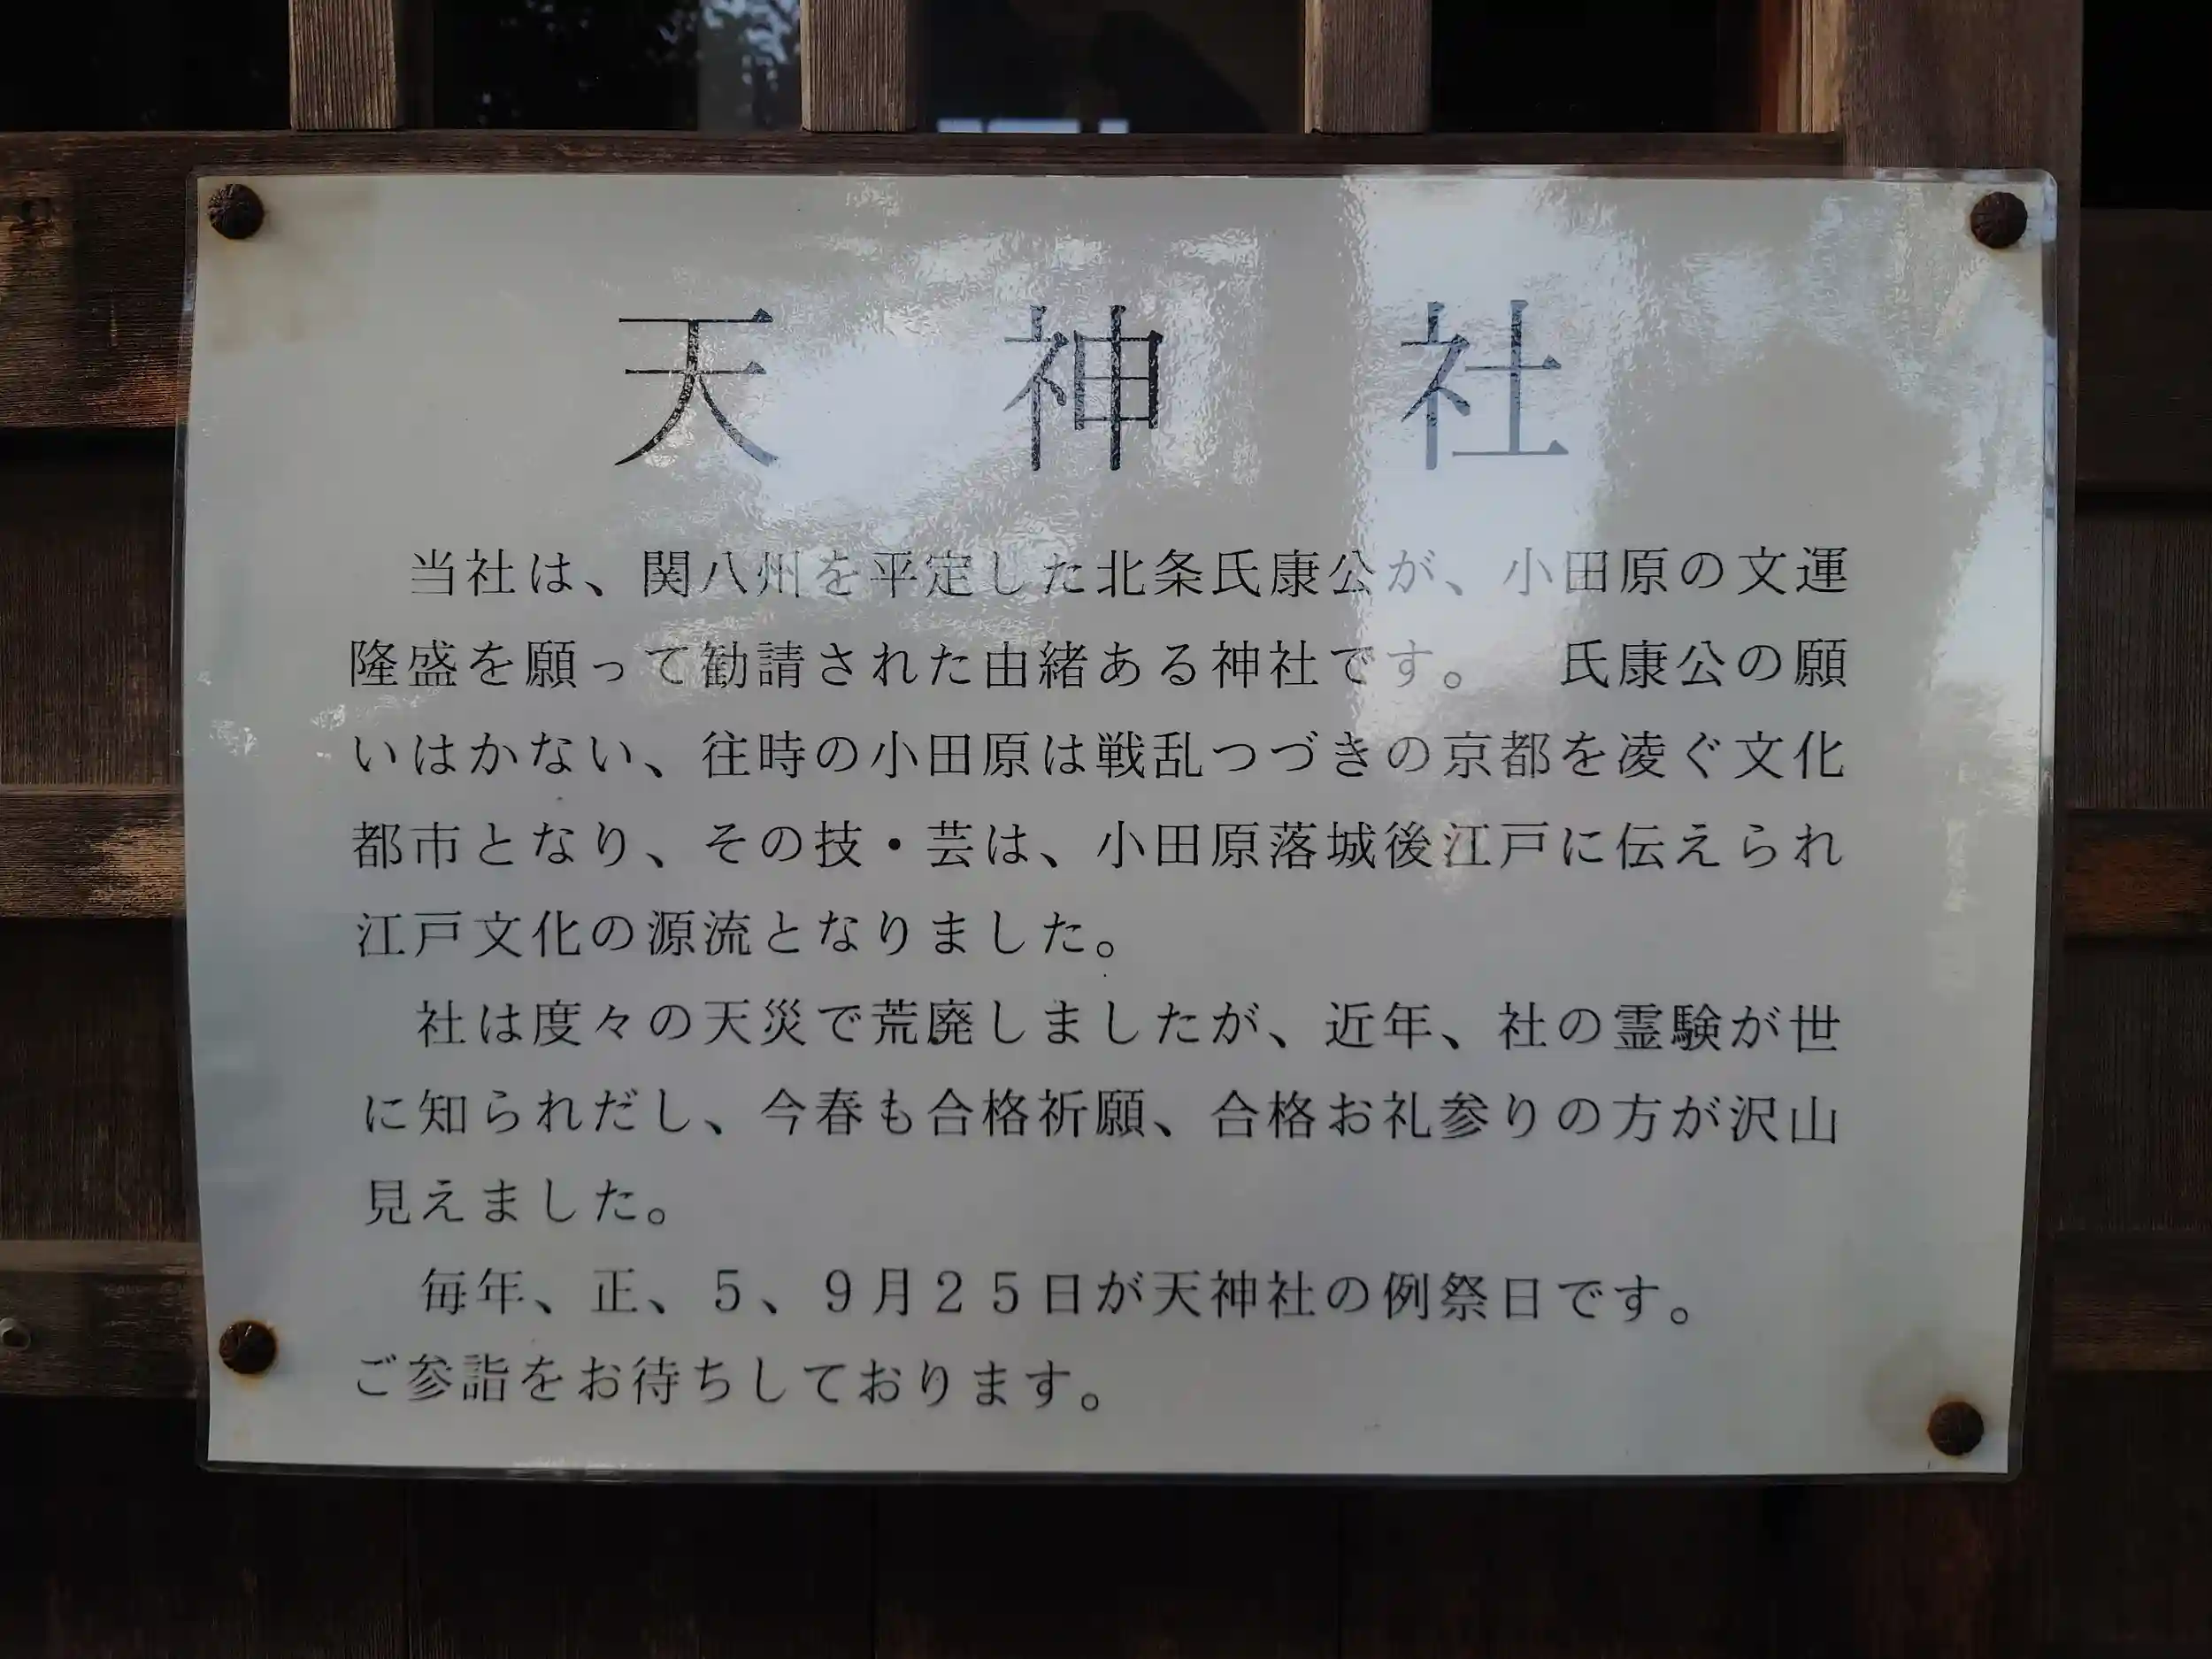 天神社
当社は、関八州を平定した北条氏康公が、小田原の文運
隆盛を願って勧請された由緒ある神社です。　氏康公の願
いはかない、往時の小田原は戦乱つづきの京都を凌ぐ文化
都市となり、その技・芸は、小田原落城後江戸に伝えられ
江戸文化の源流となりました。
社は度々の天災で荒廃しましたが、近年、社の霊験が世
に知られだし、今春も合格祈願、合格お礼参りの方が沢山
見えました。
毎年、正、５、９月２５日が天神社の例祭日です。
ご参詣をお待ちしております。